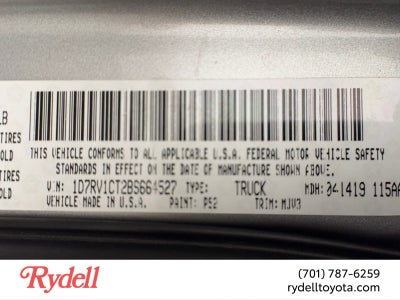 LB
TIRES
COLD
THIS VEHICLE CONFORMS TO ALL APPLICABLE U.S.A. FEDERAL MOTOR VEHICLE SAFETY
STANDARDS IN EFFECT ON THE DATE OF MANUFACTURE SHOWN ABOVE.
TIRES
VIN: 1D7RV1CT2BS664527 TYPE: TRUCK MDH: 041419 115AA
COLD
VEHICLE MADE IN U.S.A. PAINT: PS2 TRIM: MJV3
Rydell
(701) 787-6259
rydelltoyota.com